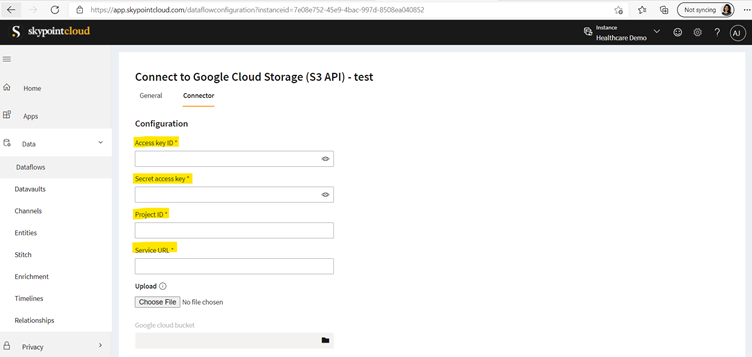 https://app.skypointcloud.com/dataflowconfiguration?instanceid=7e08e752-45e9-4bac-997d-8508ea040852
Not syncing
S skypointcloud
Instance
Healthcare Demo
?
AJ
Home
Apps
Data
Dataflows
Datavaults
Channels
Entities
Stitch
Enrichment
Timelines
Relationships
Privacy
Connect to Google Cloud Storage (S3 API) - test
General Connector
Configuration
Access key ID *
Secret access key *
Project ID *
Service URL *
Upload
Choose File No file chosen
Google cloud bucket